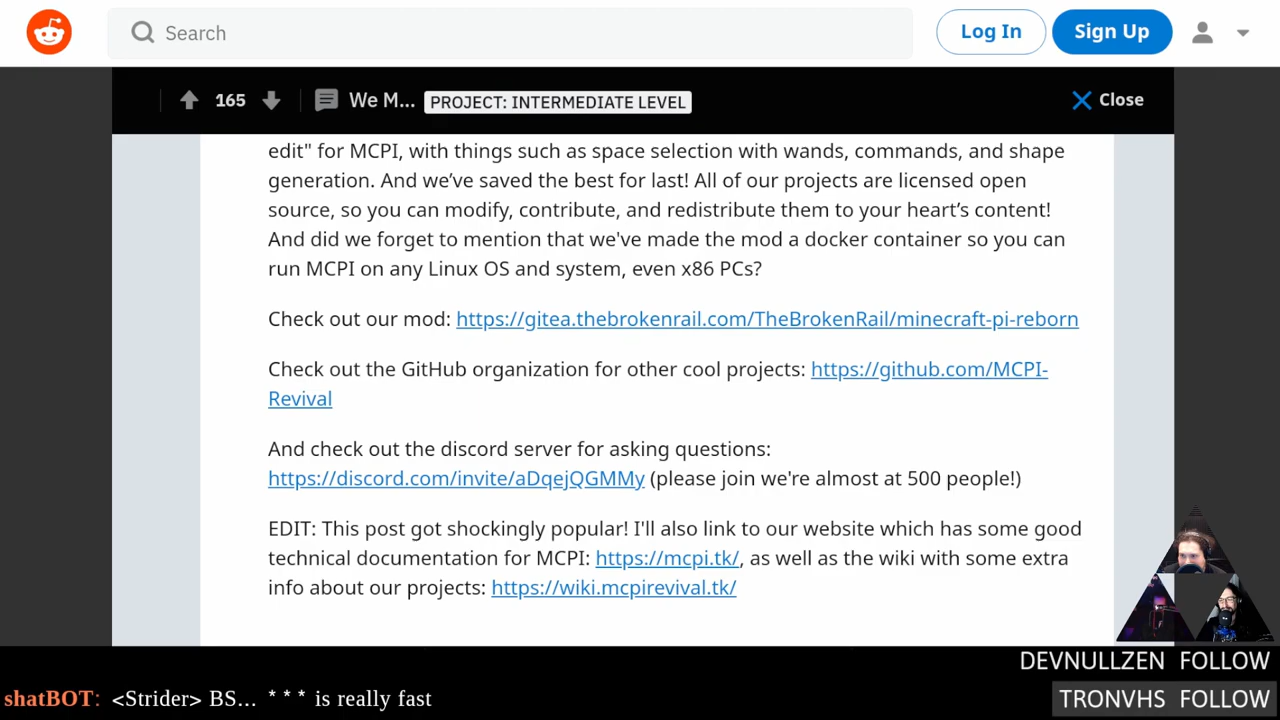 Search
Log In
Sign Up
165
We M...
PROJECT: INTERMEDIATE LEVEL
Close
edit" for MCPI, with things such as space selection with wands, commands, and shape
generation. And we’ve saved the best for last! All of our projects are licensed open
source, so you can modify, contribute, and redistribute them to your heart’s content!
And did we forget to mention that we've made the mod a docker container so you can
run MCPI on any Linux OS and system, even x86 PCs?
Check out our mod: https://gitea.thebrokenrail.com/TheBrokenRail/minecraft-pi-reborn
Check out the GitHub organization for other cool projects: https://github.com/MCPI-
Revival
And check out the discord server for asking questions:
https://discord.com/invite/aDqejQGMMy (please join we're almost at 500 people!)
EDIT: This post got shockingly popular! I'll also link to our website which has some good
technical documentation for MCPI: https://mcpi.tk/, as well as the wiki with some extra
info about our projects: https://wiki.mcpirevival.tk/
DEVNULLZEN FOLLOW
shatBOT: <Strider> BS... *** is really fast
TRONVHS FOLLOW